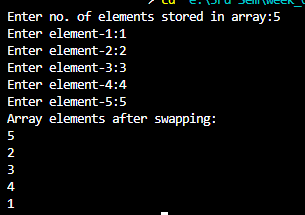 > cd "e:\3rd Sem\week_
Enter no. of elements stored in array:5
Enter element-1:1
Enter element-2:2
Enter element-3:3
Enter element-4:4
Enter element-5:5
Array elements after swapping:
5
2
3
4
1